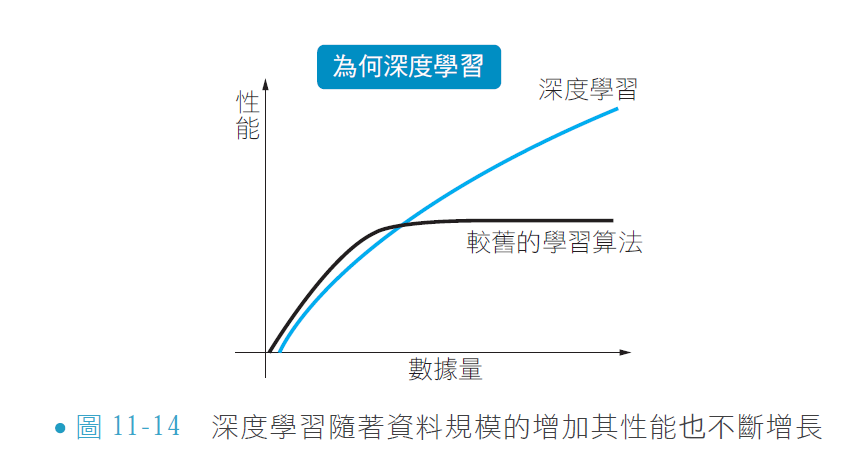 為何深度學習
性能
深度學習
較舊的學習算法
數據量
•圖 11-14 深度學習隨著資料規模的增加其性能也不斷增長